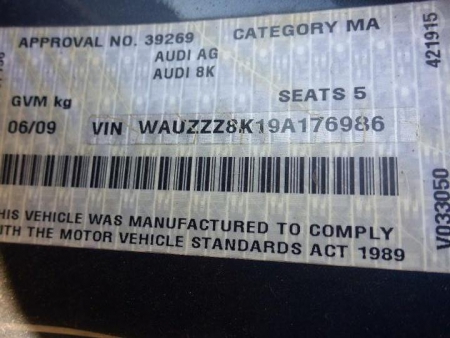 APPROVAL NO. 39269 CATEGORY MA
AUDI AG
AUDI 8K
GVM kg SEATS 5
06/09 VIN WAUZZZ8K19A176986
HIS VEHICLE WAS MANUFACTURED TO COMPLY
TH THE MOTOR VEHICLE STANDARDS ACT 1989
421915
V033050